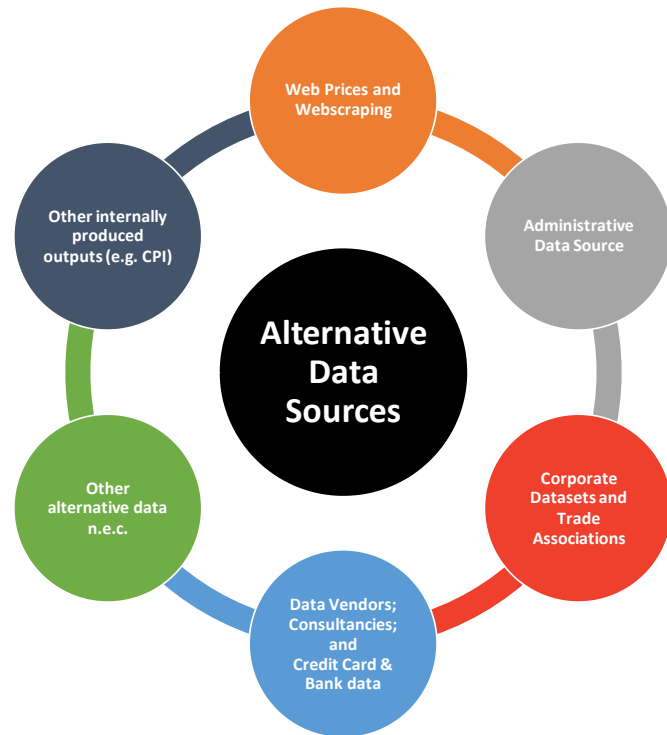 Web Prices and
Webscraping
Administrative
Data Source
Corporate
Datasets and
Trade
Associations
Data Vendors;
Consultancies;
and
Credit Card &
Bank data
Other
alternative data
n.e.c.
Other internally
produced
outputs (e.g. CPI)
Alternative
Data
Sources